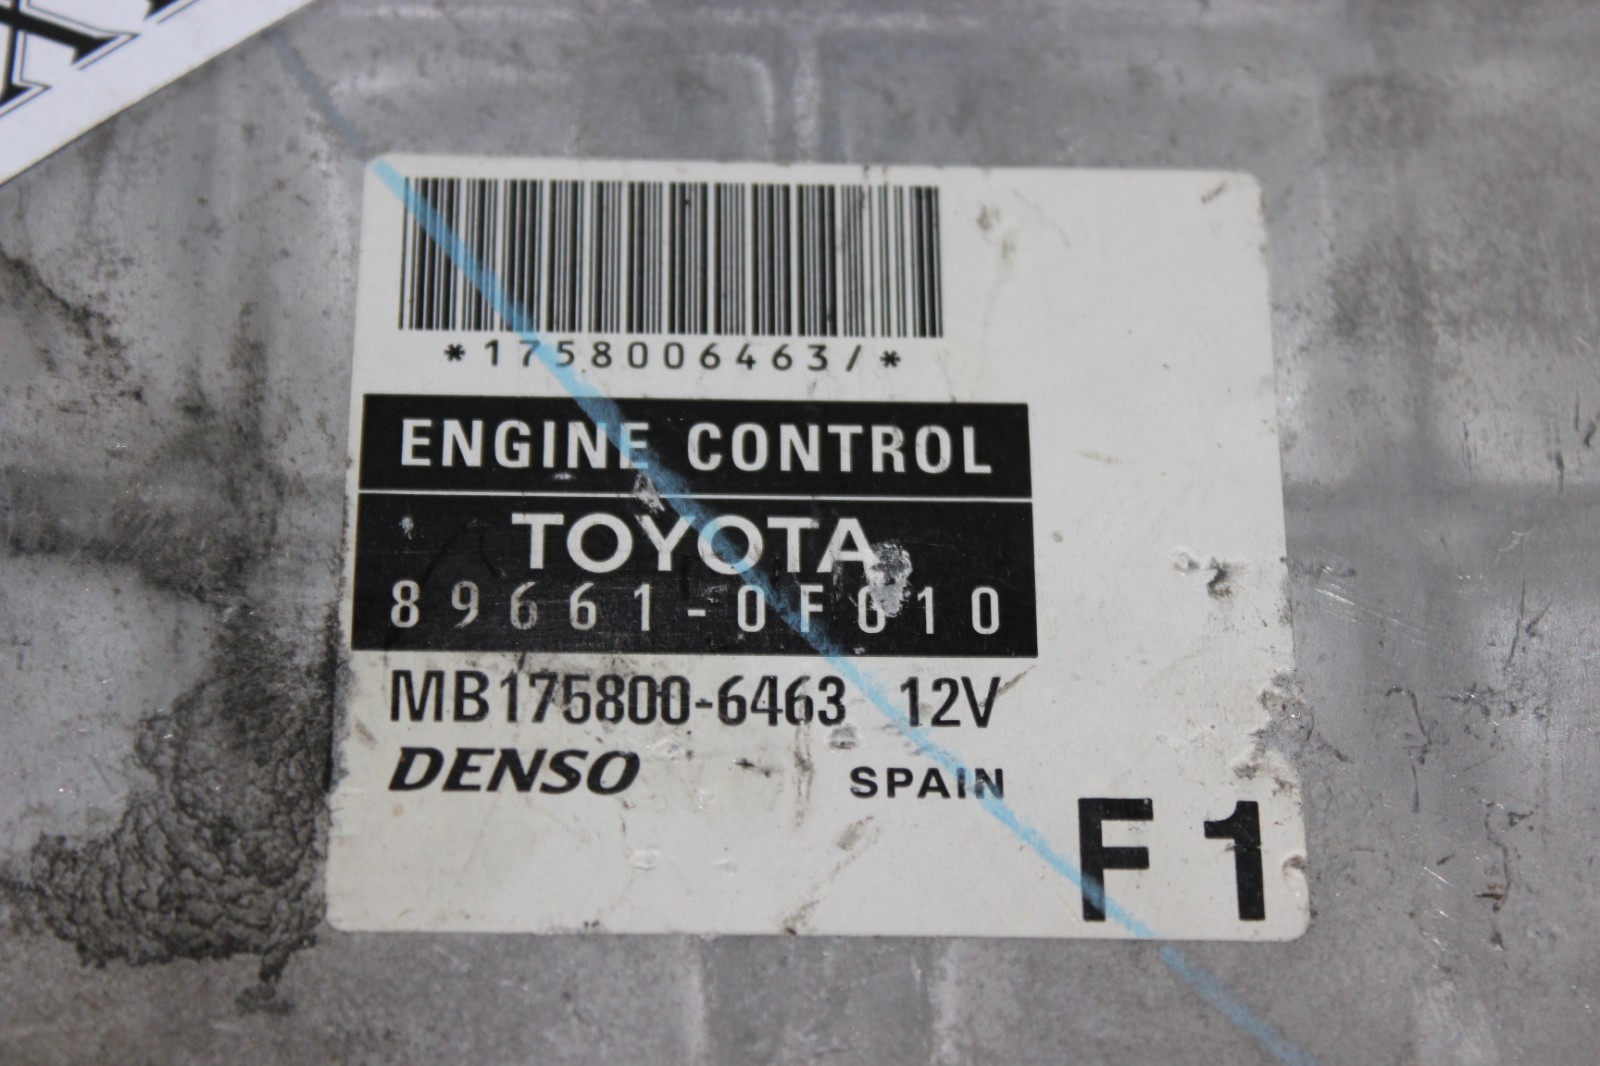 *1758006463/*
ENGINE CONTROL
TOYOTA
89661-0F010
MB175800-6463 12V
DENSO SPAIN
F1